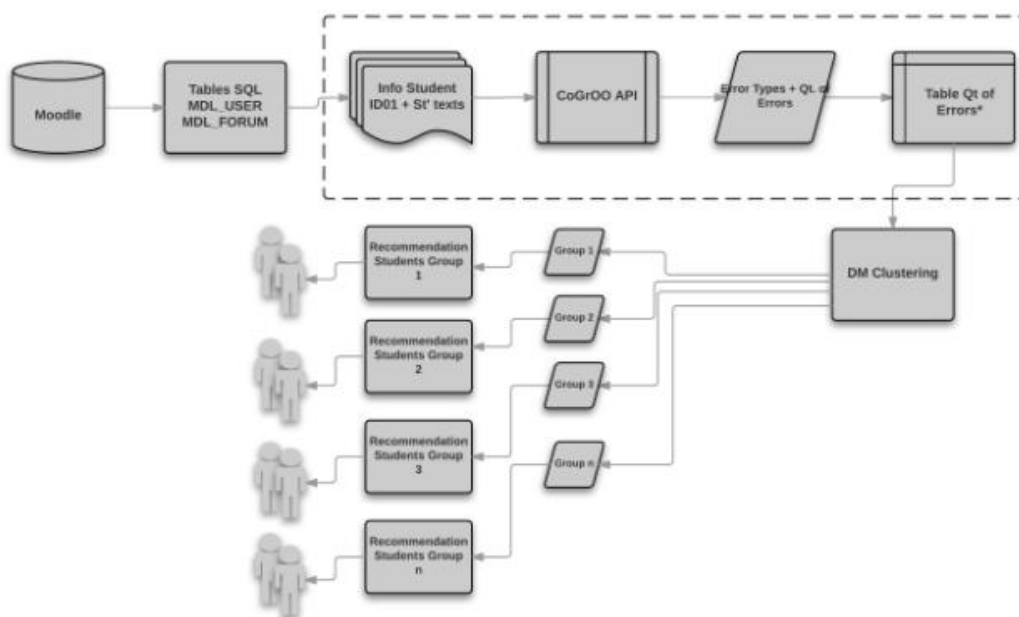 Moodle
Tables SQL
MDL_USER
MDL_FORUM
Info Student
ID01 + St' texts
CoGrOO API
Error Types + QL of
Errors
Table Qt of
Errors*
DM Clustering
Group 1
Group 2
Group 3
Group n
Recommendation
Students Group
1
Recommendation
Students Group
2
Recommendation
Students Group
3
Recommendation
Students Group
n